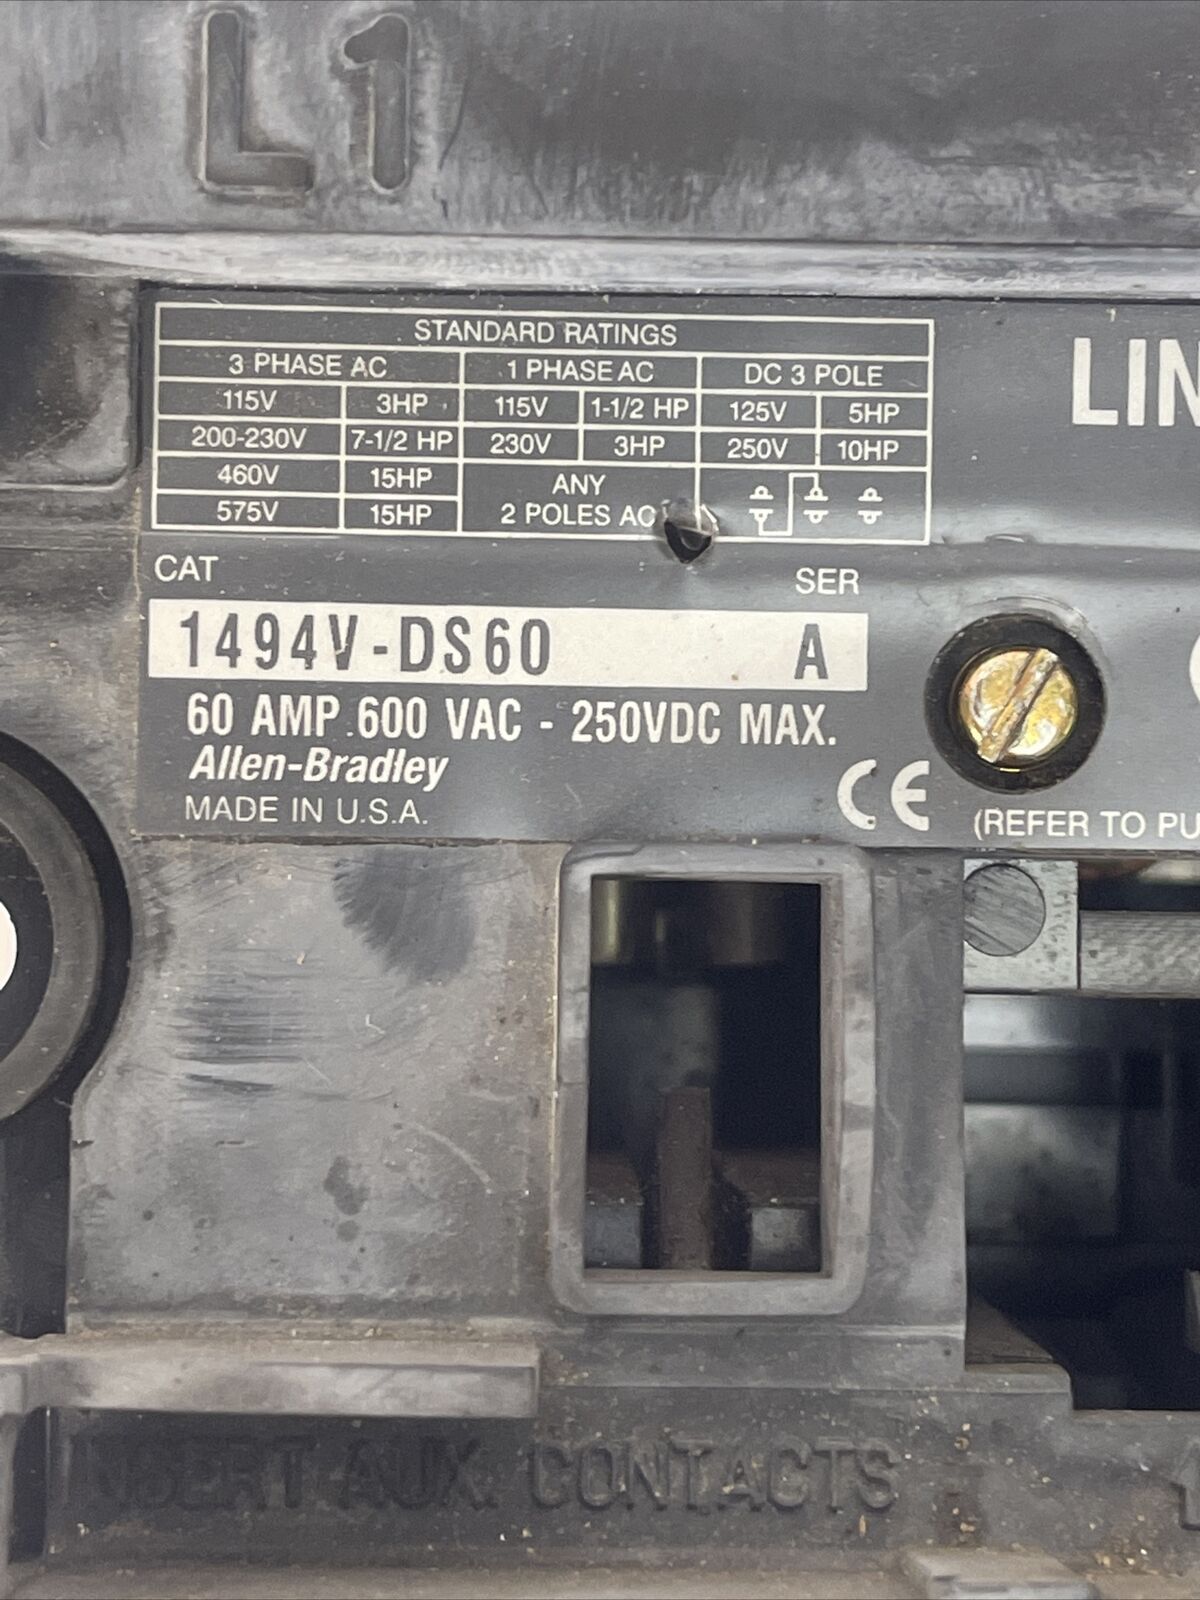 L1
STANDARD RATINGS
3 PHASE AC 1 PHASE AC DC 3 POLE
115V 3HP 115V 1-1/2 HP 125V 5HP
200-230V 7-1/2 HP 230V 3HP 250V 10HP
460V 15HP ANY
575V 15HP 2 POLES AC
LIN
CAT SER
1494V-DS60 A
60 AMP 600 VAC - 250VDC MAX.
Allen-Bradley
MADE IN U.S.A. CE
(REFER TO PU
INSERT AUX. CONTACTS